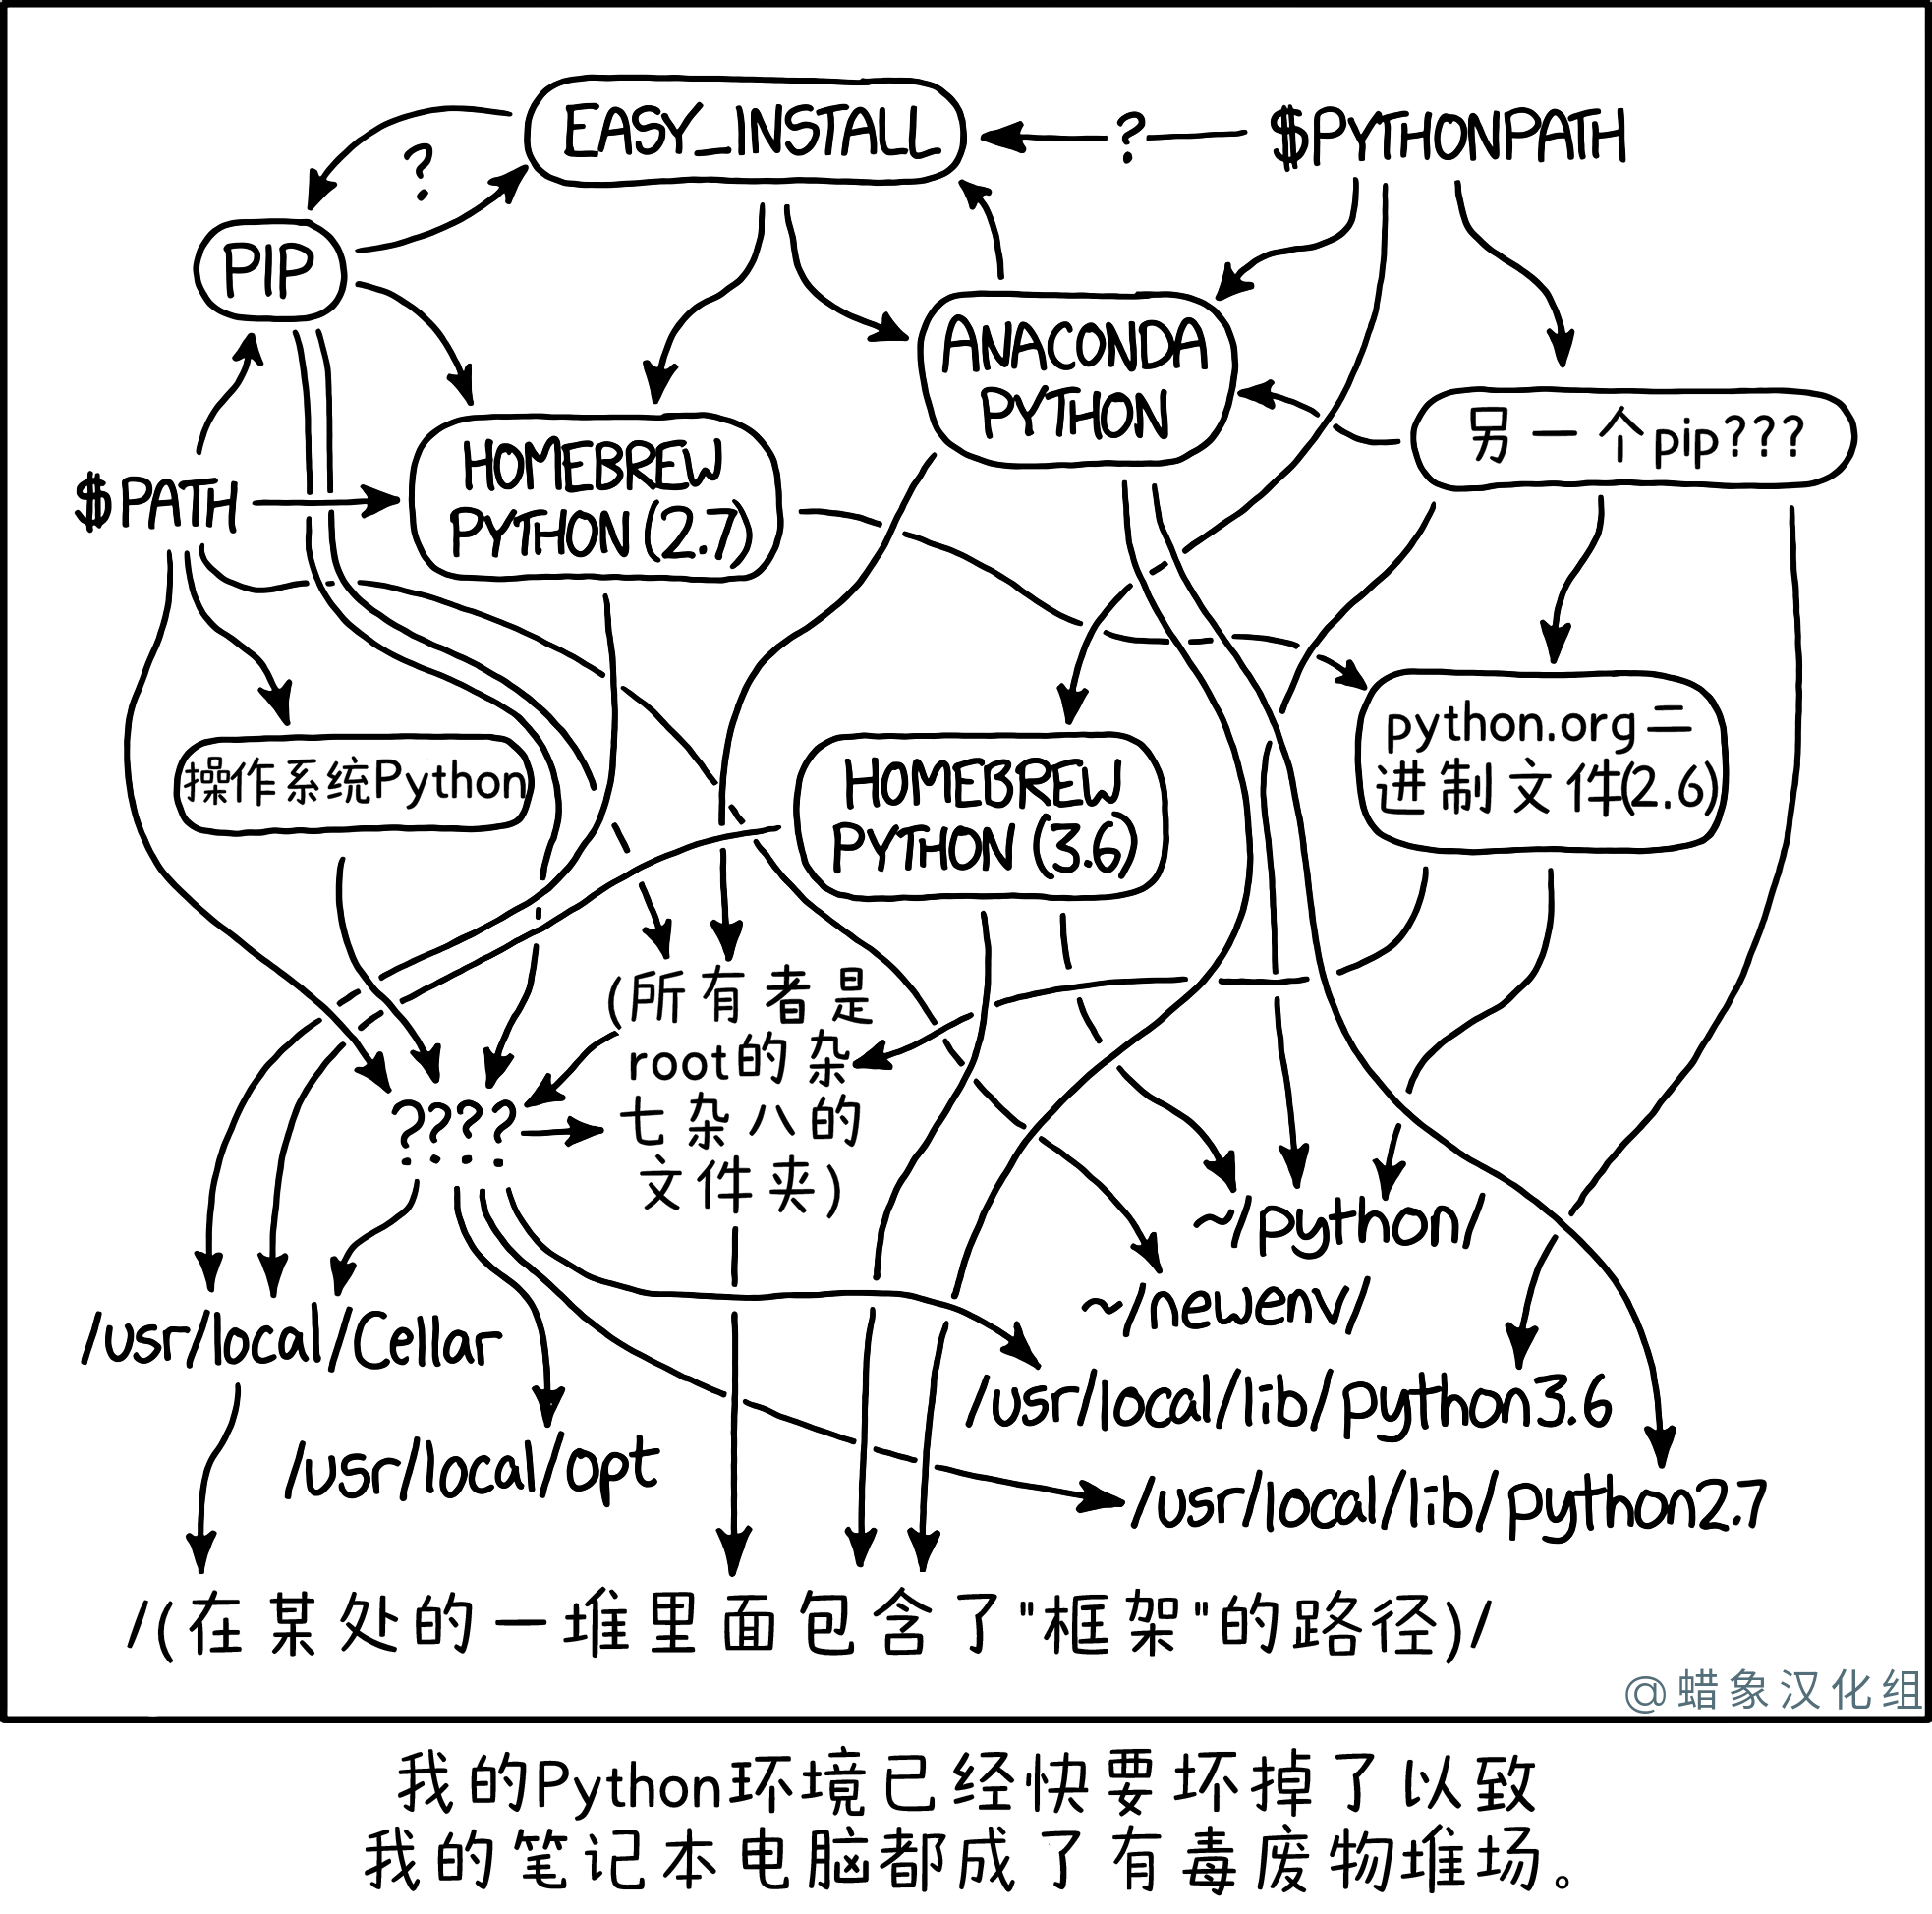 EASY_INSTALL
?
$PYTHONPATH
?
PIP
ANACONDA
PYTHON
另一个pip???
HOMEBREW
PYTHON (2.7)
$PATH
python.org二
进制文件(2.6)
操作系统Python
HOMEBREW
PYTHON (3.6)
(所有者是
root的杂
七杂八的
文件夹)
????
~/python/
~/newenv/
/usr/local/Cellar
/usr/local/lib/python3.6
/usr/local/opt
/usr/local/lib/python2.7
/(在某处的一堆里面包含了"框架"的路径)/
@蜡象汉化组
我的Python环境已经快要坏掉了以致
我的笔记本电脑都成了有毒废物堆场。